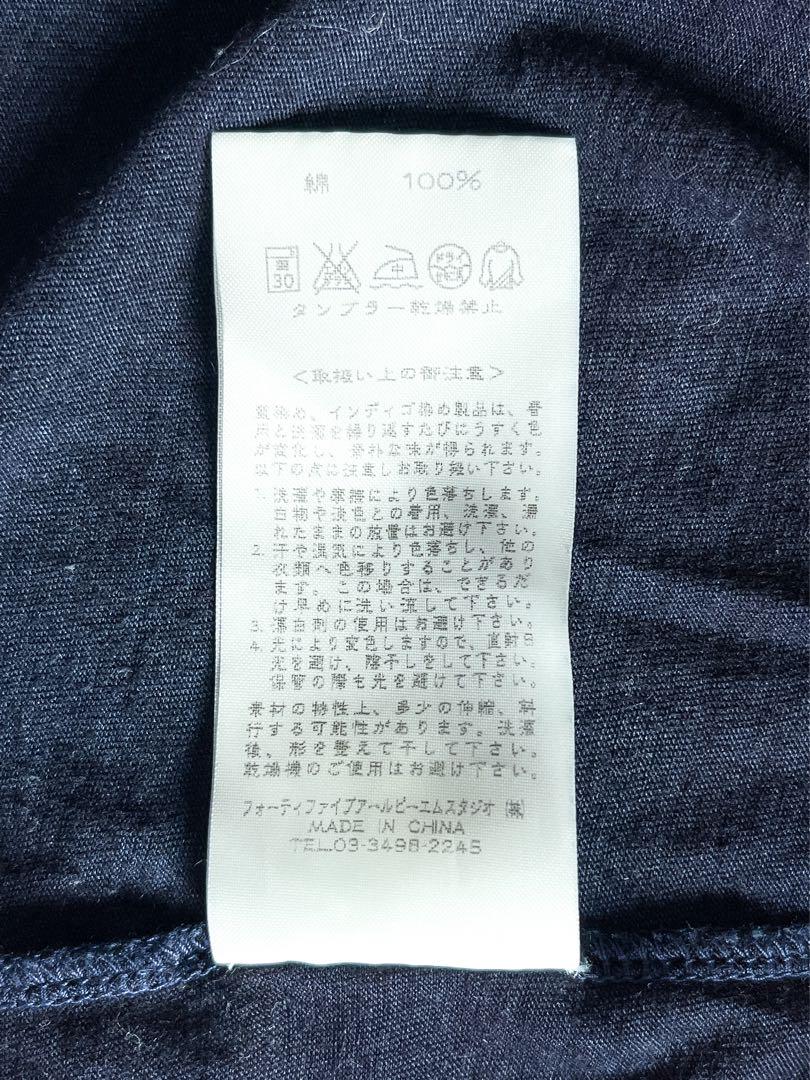 綿 100%
30
中
ドライ
タンブラー乾燥禁止
<取扱い上の御注意>
藍染め、インディゴ染め製品は、着
用と洗濯を繰り返すたびにうすく色
が変化し、素朴な味が得られます。
以下の点に注意しお取り扱い下さい。
1. 洗濯や摩擦により色落ちします。
白物や淡色との着用、洗濯、濡
れたままの放置はお避け下さい。
2. 汗や湿気により色落ちし、他の
衣類へ色移りすることがあり
ます。この場合は、できるだ
け早めに洗い流して下さい。
3. 漂白剤の使用はお避け下さい。
4. 光により変色しますので、直射日
光を避け、陰干しをして下さい。
保管の際も光を避けて下さい。
素材の特性上、多少の伸縮、斜
行する可能性があります。洗濯
後、形を整えて干して下さい。
乾燥機のご使用はお避け下さい。
フォーティファイブアールピーエムスタジオ(株)
MADE IN CHINA
TEL.03-3498-2245